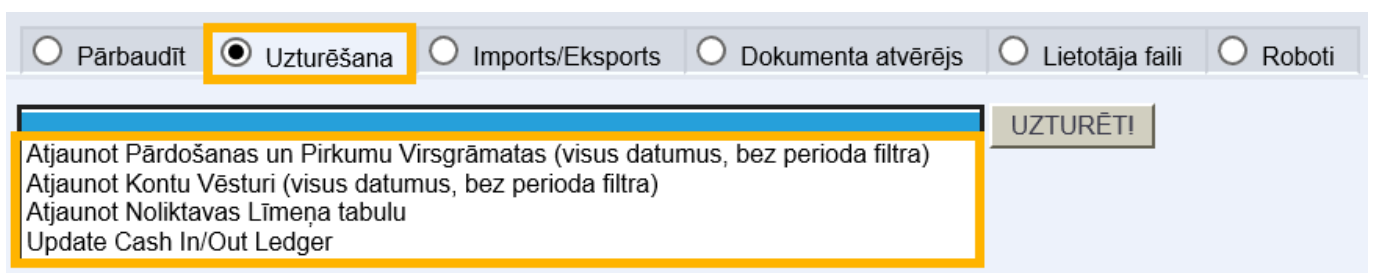 Pārbaudīt Uzturēšana Imports/Eksports Dokumenta atvērējs Lietotāja faili Roboti
UZTURĒT!
Atjaunot Pārdošanas un Pirkumu Virsgrāmatas (visus datumus, bez perioda filtra)
Atjaunot Kontu Vēsturi (visus datumus, bez perioda filtra)
Atjaunot Noliktavas Līmeņa tabulu
Update Cash In/Out Ledger